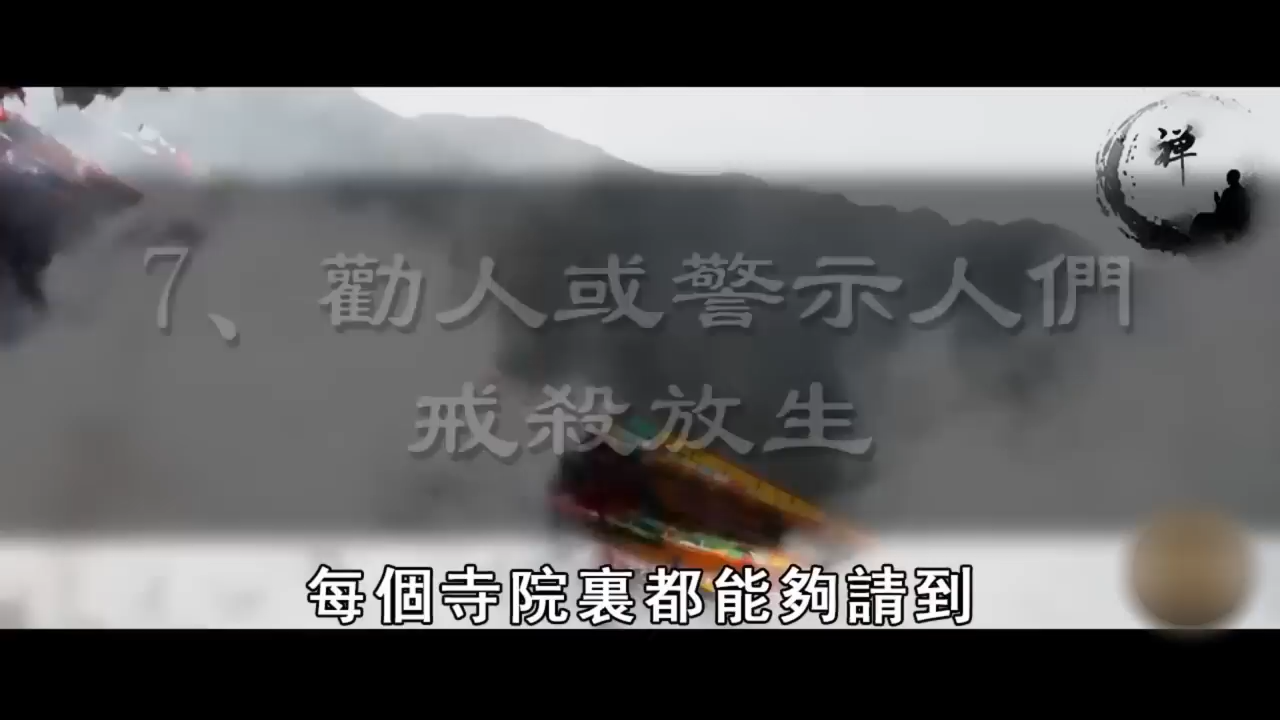 禅
7、勸人或警示人們
戒殺放生
每個寺院裏都能夠請到